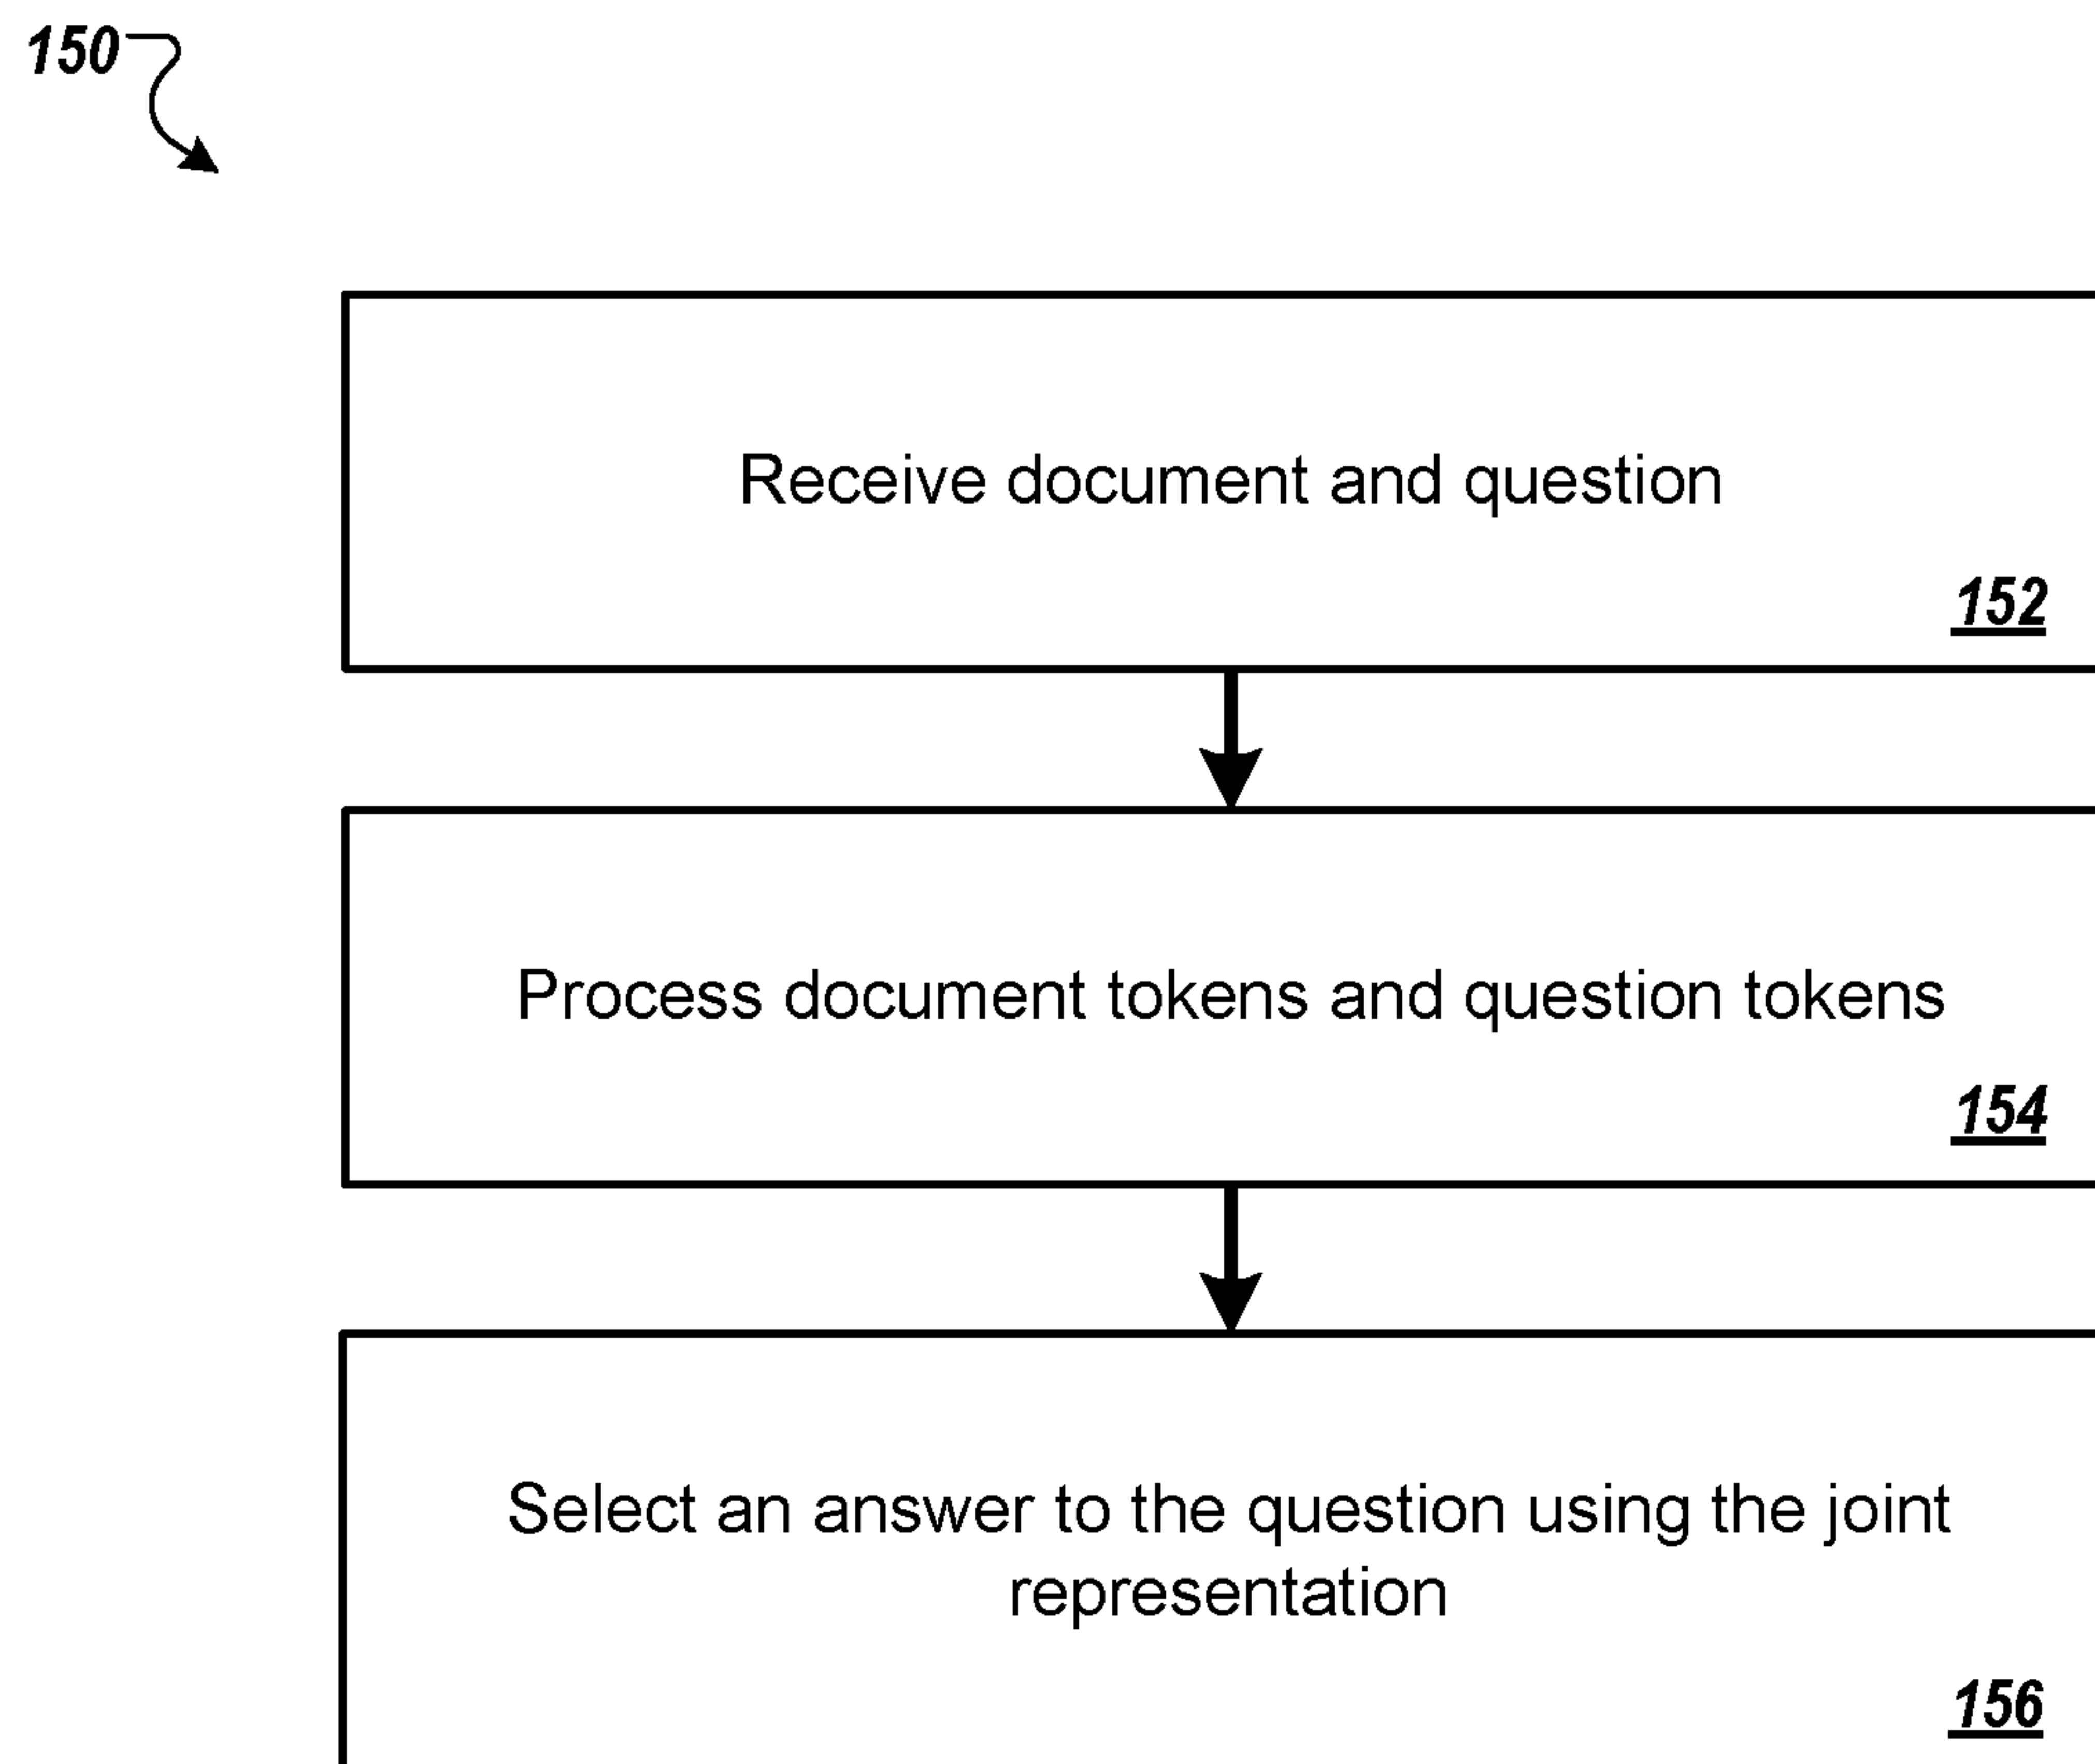 150
Receive document and question
152
Process document tokens and question tokens
154
Select an answer to the question using the joint
representation
156